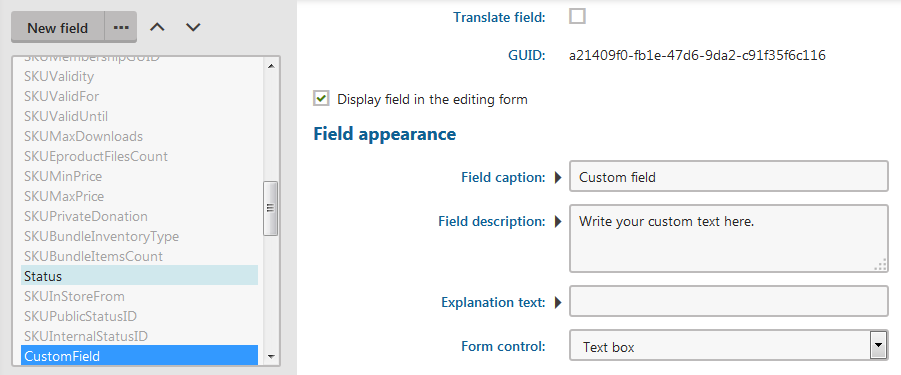 New field ...
SKUMembershipGUID
SKUValidity
SKUValidFor
SKUValidUntil
SKUMaxDownloads
SKUEproductFilesCount
SKUMinPrice
SKUMaxPrice
SKUPrivateDonation
SKUBundleInventoryType
SKUBundleItemsCount
Status
SKUInStoreFrom
SKUPublicStatusID
SKUInternalStatusID
CustomField
Translate field:
GUID: a21409f0-fb1e-47d6-9da2-c91f35f6c116
Display field in the editing form
Field appearance
Field caption: Custom field
Field description: Write your custom text here.
Explanation text:
Form control: Text box